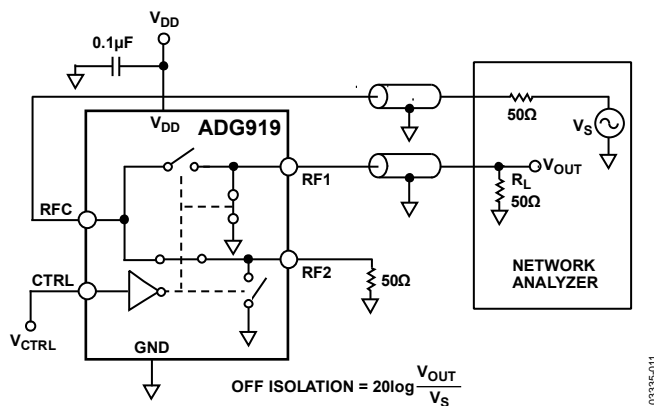 VDD
0.1µF
VDD
ADG919
50Ω
VS
RF1
VOUT
RL
50Ω
RFC
RF2
50Ω
NETWORK
ANALYZER
CTRL
VCTRL
GND
OFF ISOLATION = 20log VOUT
VS
03335-011